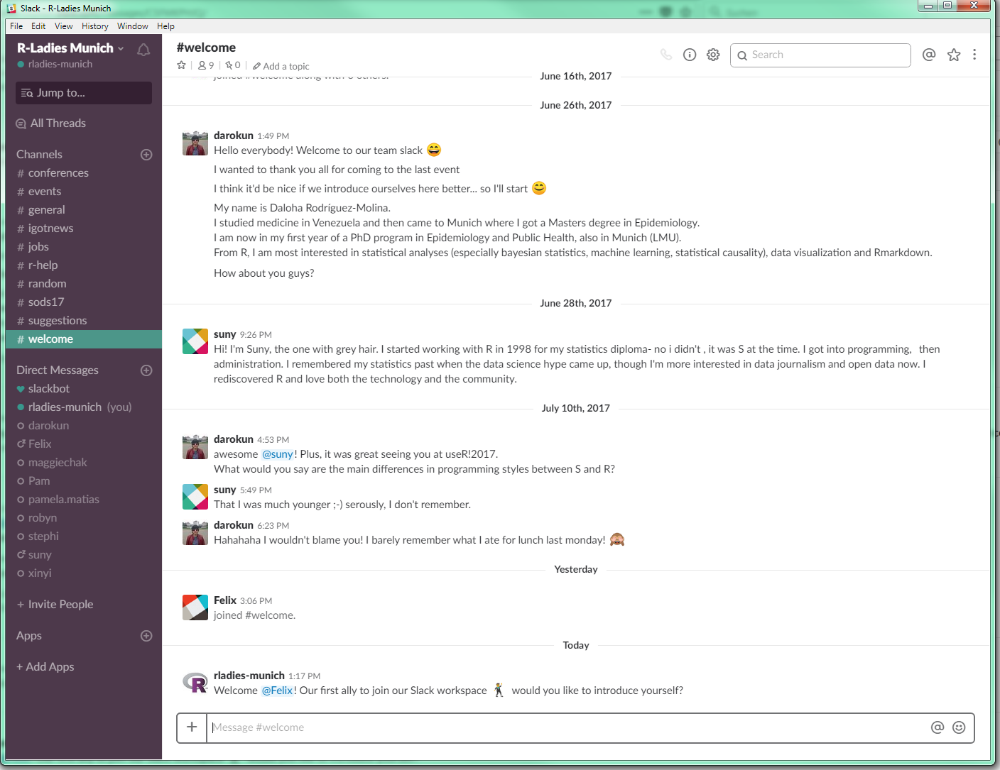 Slack - R-Ladies Munich
File Edit View History Window Help
R-Ladies Munich
rladies-munich
Jump to...
All Threads
Channels
# conferences
# events
# general
# igotnews
# jobs
# r-help
# random
# sods17
# suggestions
# welcome
Direct Messages
slackbot
rladies-munich (you)
darokun
Felix
maggiechak
Pam
pamela.matias
robyn
stephi
suny
xinyi
+ Invite People
Apps
+ Add Apps
#welcome
9 | 0 | Add a topic
Search
joined #welcome along with
June 16th, 2017
June 26th, 2017
darokun 1:49 PM
Hello everybody! Welcome to our team slack 😄
I wanted to thank you all for coming to the last event
I think it'd be nice if we introduce ourselves here better... so I'll start 😊
My name is Daloha Rodríguez-Molina.
I studied medicine in Venezuela and then came to Munich where I got a Masters degree in Epidemiology.
I am now in my first year of a PhD program in Epidemiology and Public Health, also in Munich (LMU).
From R, I am most interested in statistical analyses (especially bayesian statistics, machine learning, statistical causality), data visualization and Rmarkdown.
How about you guys?
June 28th, 2017
suny 9:26 PM
Hi! I'm Suny, the one with grey hair. I started working with R in 1998 for my statistics diploma- no i didn't , it was S at the time. I got into programming, then
administration. I remembered my statistics past when the data science hype came up, though I'm more interested in data journalism and open data now. I
rediscovered R and love both the technology and the community.
July 10th, 2017
darokun 4:53 PM
awesome @suny! Plus, it was great seeing you at useR!2017.
What would you say are the main differences in programming styles between S and R?
suny 5:49 PM
That I was much younger ;-) serously, I don't remember.
darokun 6:23 PM
Hahahaha I wouldn't blame you! I barely remember what I ate for lunch last monday! 🙈
Yesterday
Felix 3:06 PM
joined #welcome.
Today
R
rladies-munich 1:17 PM
Welcome @Felix! Our first ally to join our Slack workspace 🕺 would you like to introduce yourself?
Message #welcome